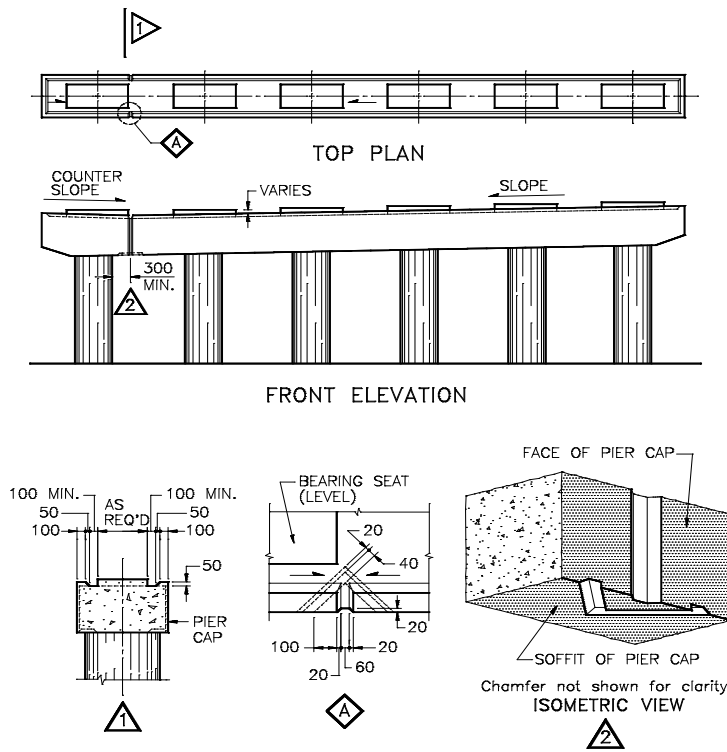 1
A
TOP PLAN
COUNTER
SLOPE
VARIES
SLOPE
300
MIN.
2
FRONT ELEVATION
100 MIN.
50
100
AS
REQ'D
100 MIN.
50
100
50
PIER
CAP
1
BEARING SEAT
(LEVEL)
20
40
100
20
60
20
20
A
FACE OF PIER CAP
SOFFIT OF PIER CAP
Chamfer not shown for clarity
ISOMETRIC VIEW
2